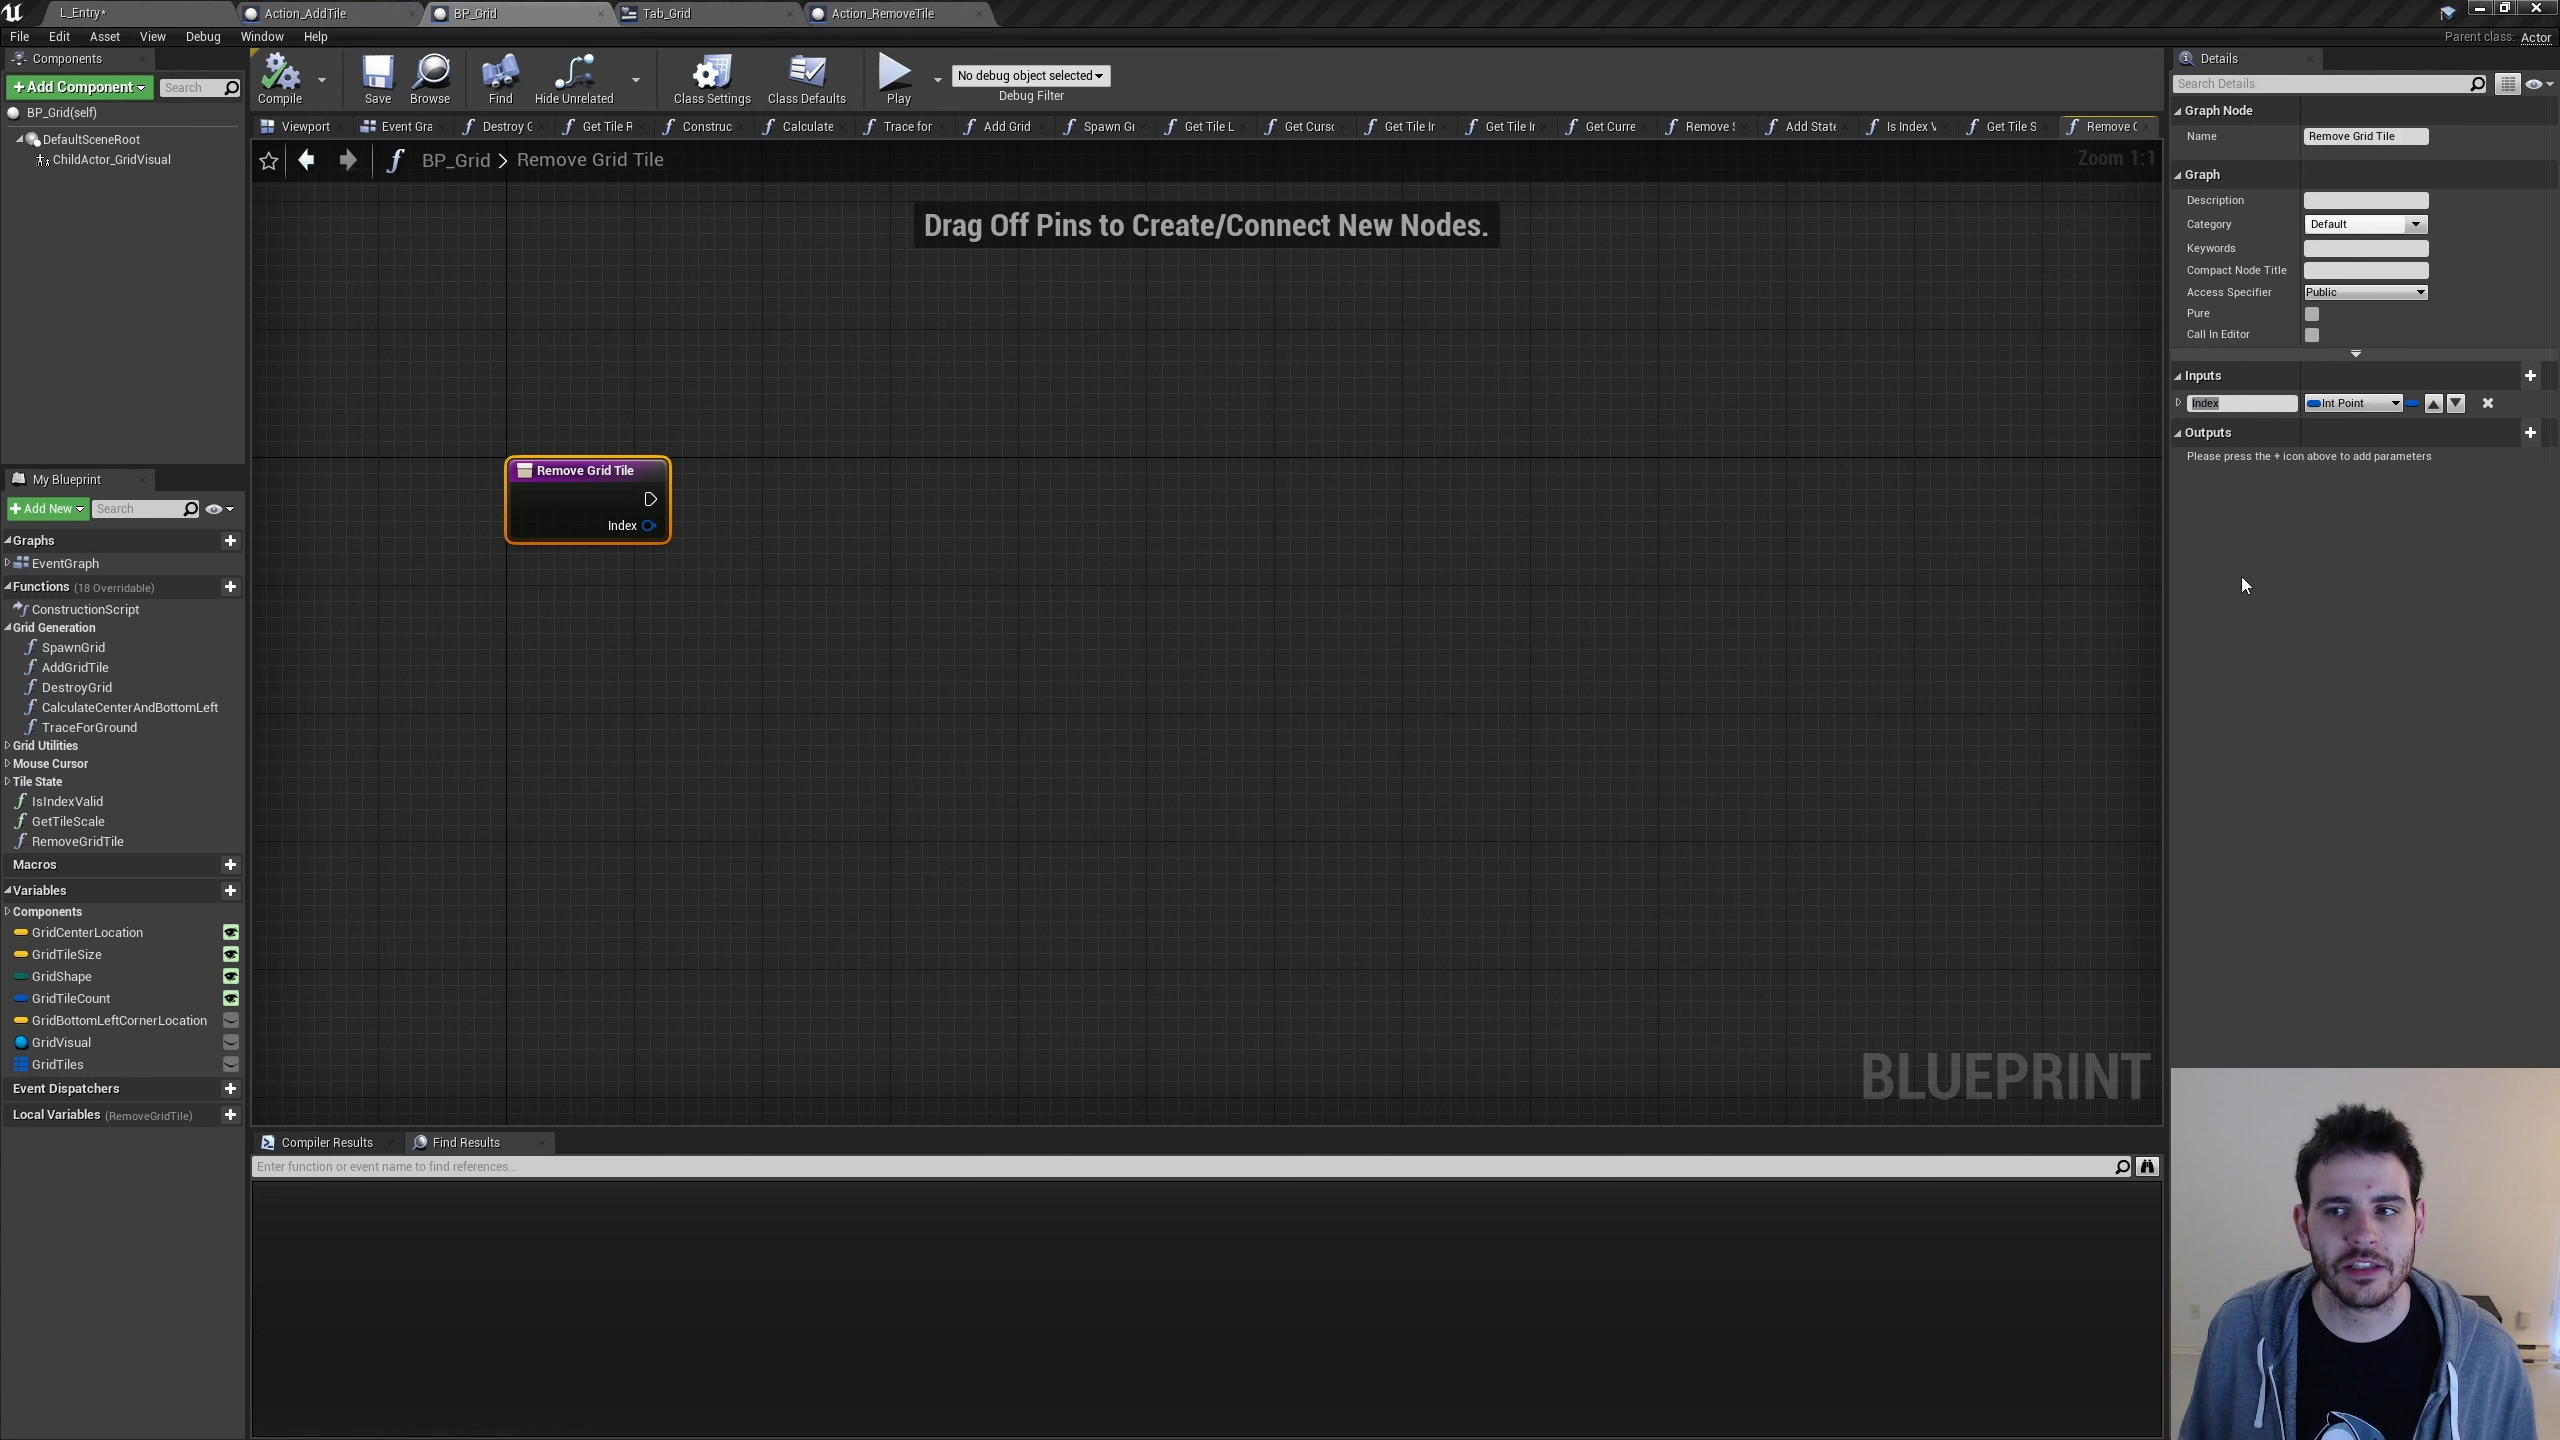 L_Entry*
Action_AddTile
BP_Grid
Tab_Grid
Action_RemoveTile
File Edit Asset View Debug Window Help
Parent class: Actor
Components
+Add Component
Search
BP_Grid(self)
DefaultSceneRoot
ChildActor_GridVisual
Compile
Save
Browse
Find
Hide Unrelated
Class Settings
Class Defaults
Play
No debug object selected
Debug Filter
Viewport
Event Gra
Destroy
Get Tile R
Construc
Calculate
Trace for
Add Grid
Spawn Gr
Get Tile L
Get Curso
Get Tile Ir
Get Tile Ir
Get Curre
Remove
Add State
Is Index V
Get Tile S
Remove
BP_Grid > Remove Grid Tile
Zoom 1:1
Drag Off Pins to Create/Connect New Nodes.
Remove Grid Tile
Index
BLUEPRINT
My Blueprint
+Add New
Search
Graphs
EventGraph
Functions (18 Overridable)
ConstructionScript
Grid Generation
SpawnGrid
AddGridTile
DestroyGrid
CalculateCenterAndBottomLeft
TraceForGround
Grid Utilities
Mouse Cursor
Tile State
IsIndexValid
GetTileScale
RemoveGridTile
Macros
Variables
Components
GridCenterLocation
GridTileSize
GridShape
GridTileCount
GridBottomLeftCornerLocation
GridVisual
GridTiles
Event Dispatchers
Local Variables (RemoveGridTile)
Compiler Results
Find Results
Enter function or event name to find references...
Details
Search Details
Graph Node
Name Remove Grid Tile
Graph
Description
Category Default
Keywords
Compact Node Title
Access Specifier Public
Pure
Call In Editor
Inputs
Index Int Point
Outputs
Please press the + icon above to add parameters